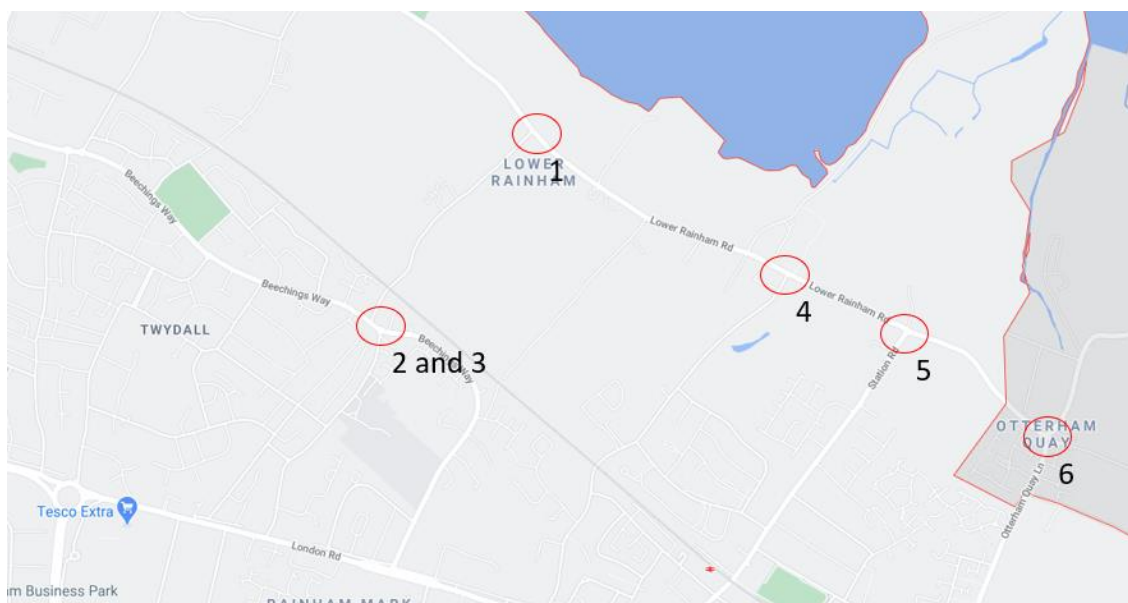 LOWER
RAINHAM
1
Beechings Way
Lower Rainham Rd
Beechings Way
4
Lower Rainham Rd
TWYDALL
Beechings Way
2 and 3
Station Rd
5
OTTERHAM
QUAY
6
Otterham Quay Ln
Tesco Extra
London Rd
am Business Park
RAINHAM MARK